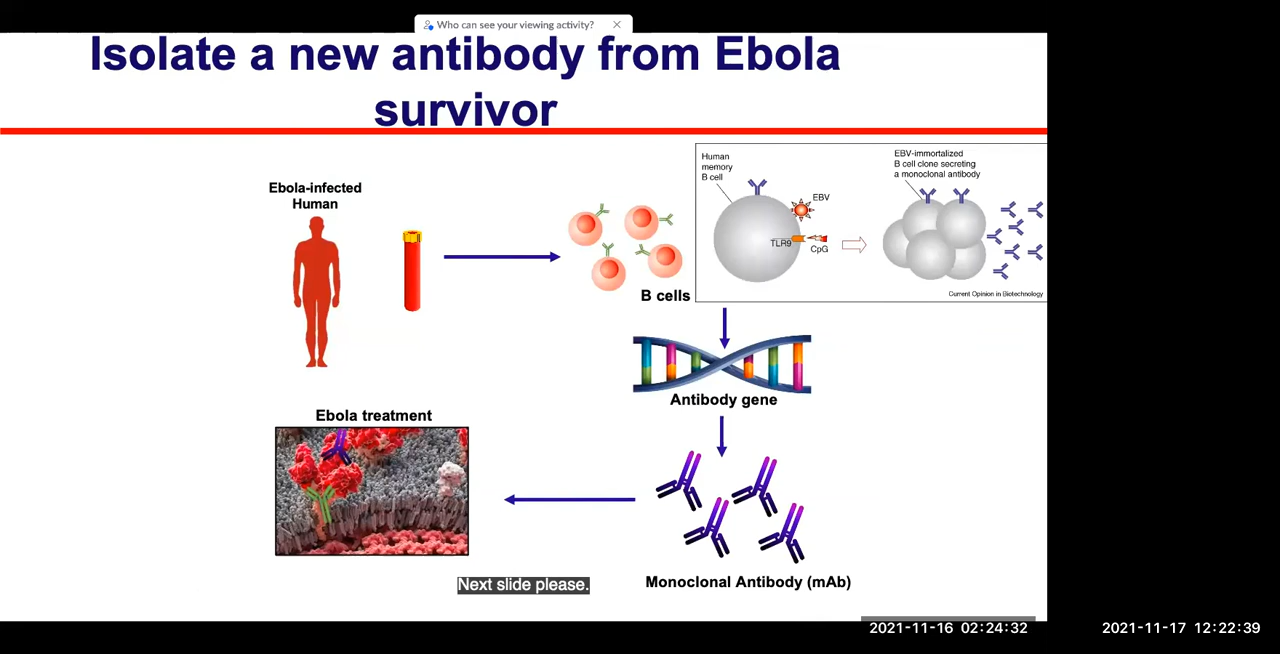 Who can see your viewing activity?
Isolate a new antibody from Ebola
survivor
Ebola-infected
Human
B cells
Human
memory
B cell
EBV
TLR9
CpG
EBV-immortalized
B cell clone secreting
a monoclonal antibody
Current Opinion in Biotechnology
Antibody gene
Ebola treatment
Monoclonal Antibody (mAb)
Next slide please.
2021-11-16 02:24:32
2021-11-17 12:22:39